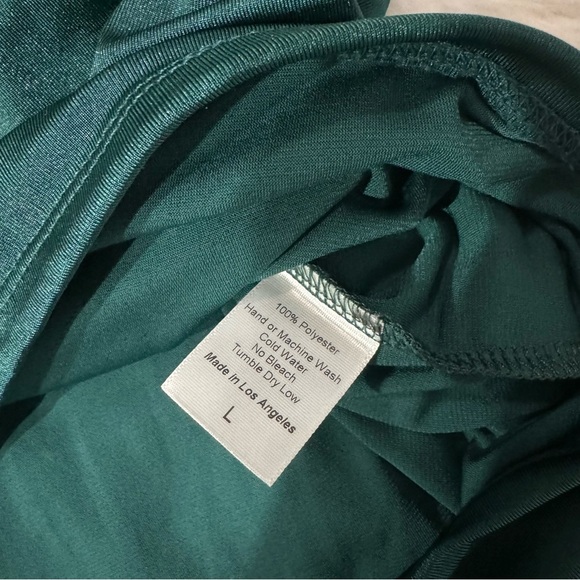 100% Polyester
Hand or Machine Wash
Cold Water
No Bleach
Tumble Dry Low
Made in Los Angeles
L